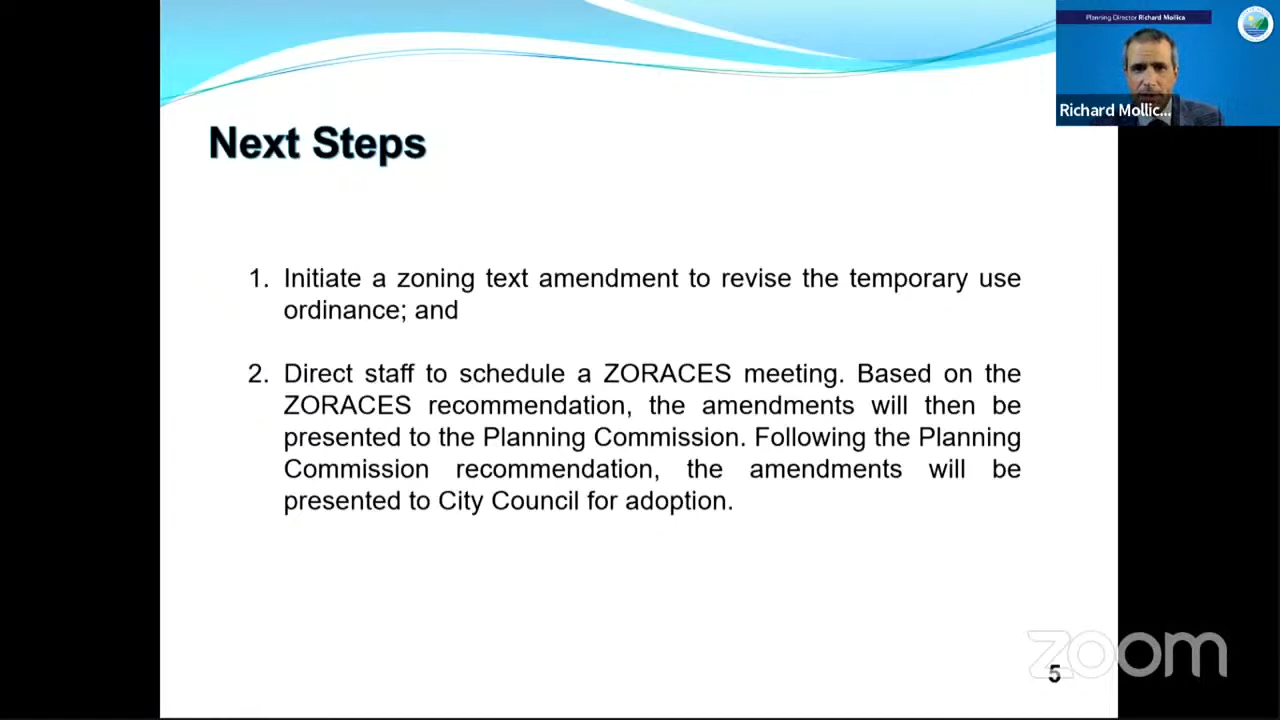 Planning Director Richard Mollica
Richard Mollic...
Next Steps
1. Initiate a zoning text amendment to revise the temporary use
ordinance; and
2. Direct staff to schedule a ZORACES meeting. Based on the
ZORACES recommendation, the amendments will then be
presented to the Planning Commission. Following the Planning
Commission recommendation, the amendments will be
presented to City Council for adoption.
zoom
5